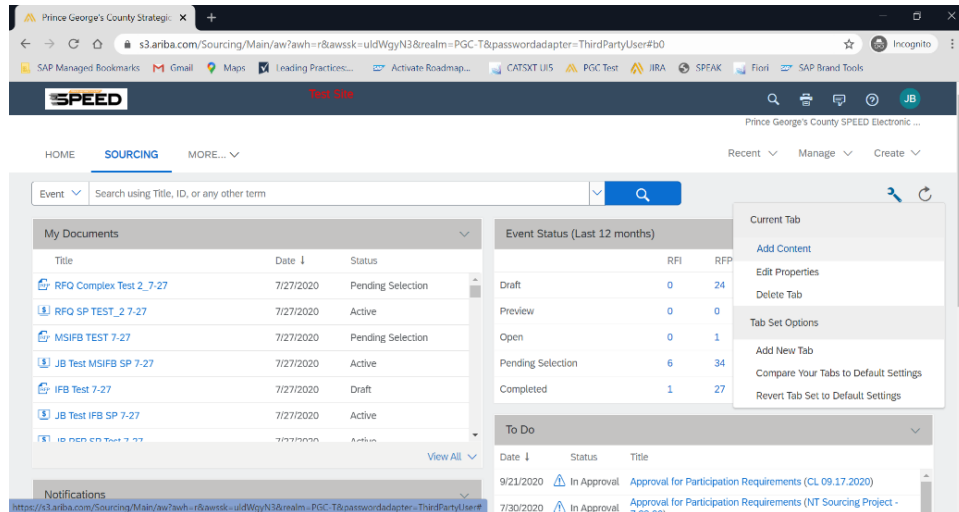 Prince George's County Strategic
s3.ariba.com/Sourcing/Main/aw?awh=r&awssk=uldWgyN3&realm=PGC-T&passwordadapter=ThirdPartyUser#b0
Incognito
SAP Managed Bookmarks Gmail Maps Leading Practices:... Activate Roadmap... CATSXT UI5 PGC Test JIRA SPEAK Fiori SAP Brand Tools
SPEED Test Site JB
Prince George's County SPEED Electronic ...
HOME SOURCING MORE... Recent Manage Create
Event Search using Title, ID, or any other term
My Documents
Title Date ↓ Status
RFQ Complex Test 2_7-27 7/27/2020 Pending Selection
RFQ SP TEST_2 7-27 7/27/2020 Active
MSIFB TEST 7-27 7/27/2020 Pending Selection
JB Test MSIFB SP 7-27 7/27/2020 Active
IFB Test 7-27 7/27/2020 Draft
JB Test IFB SP 7-27 7/27/2020 Active
JB RFP SP Test 7-27 7/27/2020 Active
View All
Notifications
https://s3.ariba.com/Sourcing/Main/aw?awh=r&awssk=uldWgyN3&realm=PGC-T&passwordadapter=ThirdPartyUser#
Event Status (Last 12 months)
RFI RFP
Draft 0 24
Preview 0 0
Open 0 1
Pending Selection 6 34
Completed 1 27
To Do
Date ↓ Status Title
9/21/2020 In Approval Approval for Participation Requirements (CL 09.17.2020)
7/30/2020 In Approval Approval for Participation Requirements (NT Sourcing Project -
Current Tab
Add Content
Edit Properties
Delete Tab
Tab Set Options
Add New Tab
Compare Your Tabs to Default Settings
Revert Tab Set to Default Settings